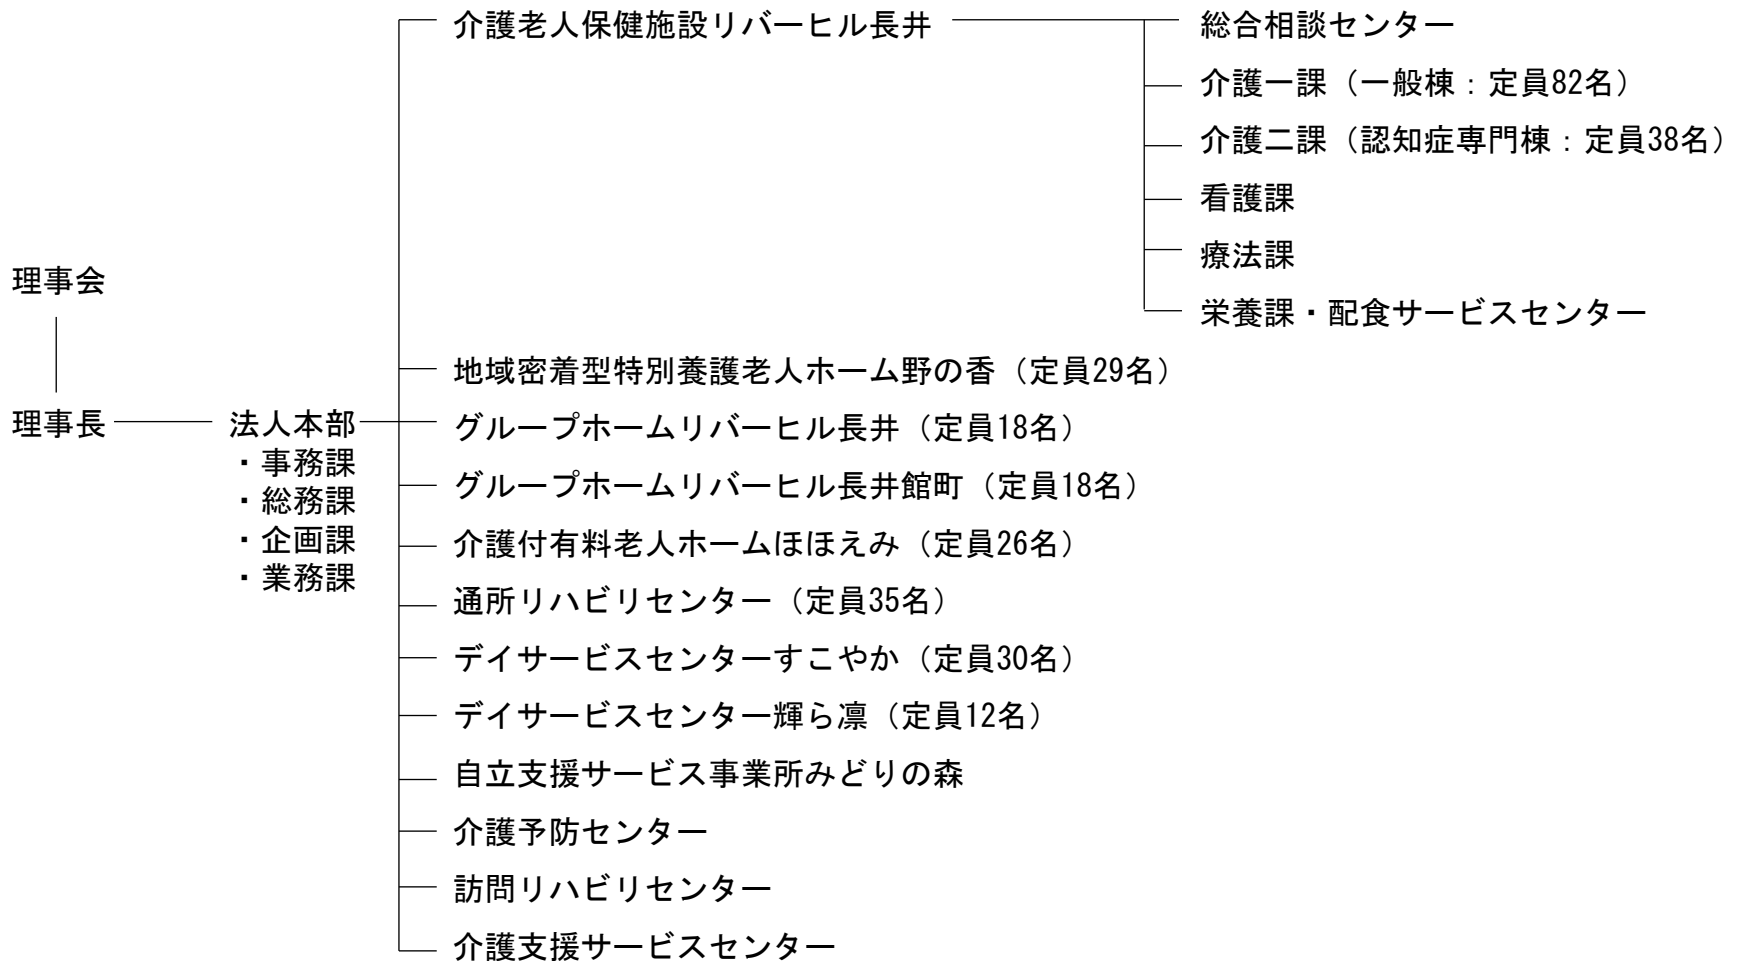 介護老人保健施設リバーヒル長井
総合相談センター
介護一課（一般棟：定員82名）
介護二課（認知症専門棟：定員38名）
看護課
療法課
栄養課・配食サービスセンター
理事会
理事長
法人本部
・事務課
・総務課
・企画課
・業務課
地域密着型特別養護老人ホーム野の香（定員29名）
グループホームリバーヒル長井（定員18名）
グループホームリバーヒル長井館町（定員18名）
介護付有料老人ホームほほえみ（定員26名）
通所リハビリセンター（定員35名）
デイサービスセンターすこやか（定員30名）
デイサービスセンター輝ら凛（定員12名）
自立支援サービス事業所みどりの森
介護予防センター
訪問リハビリセンター
介護支援サービスセンター